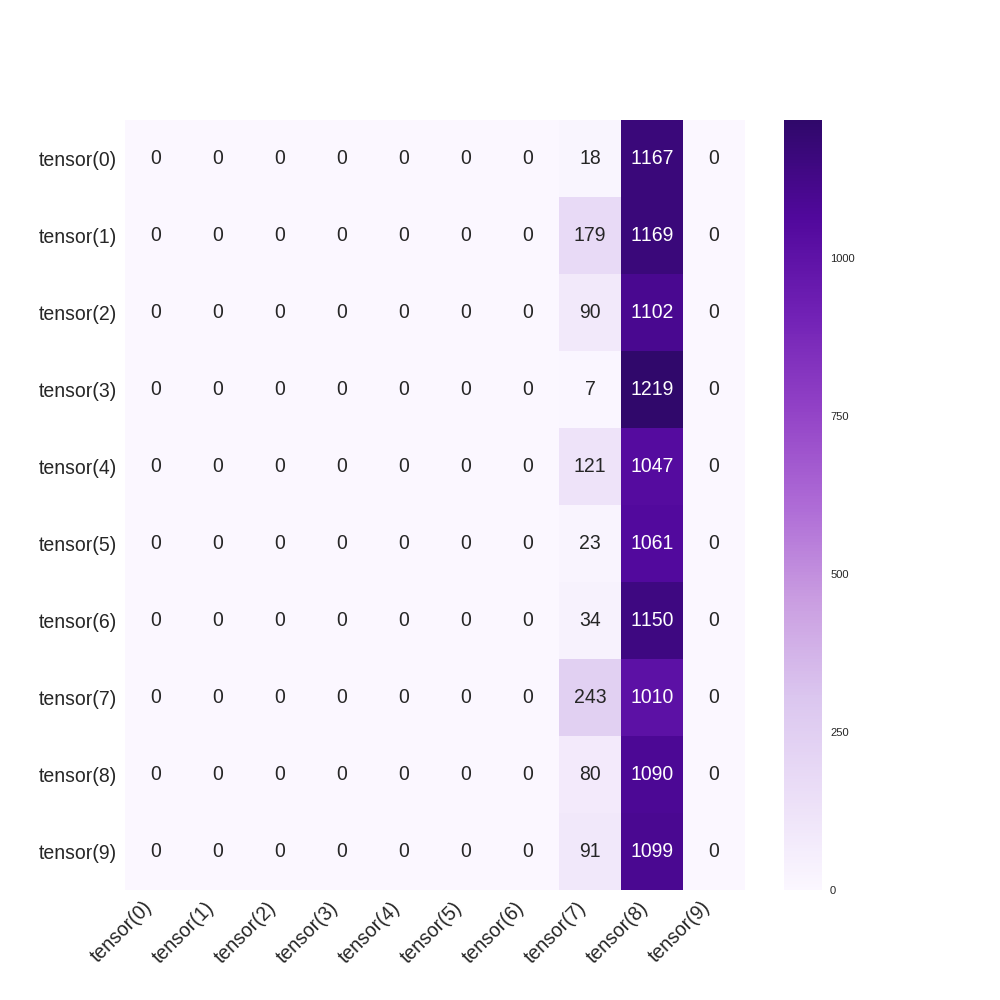 tensor(0) 0 0 0 0 0 0 0 18 1167 0
tensor(1) 0 0 0 0 0 0 0 179 1169 0
1000
tensor(2) 0 0 0 0 0 0 0 90 1102 0
tensor(3) 0 0 0 0 0 0 0 7 1219 0
750
tensor(4) 0 0 0 0 0 0 0 121 1047 0
tensor(5) 0 0 0 0 0 0 0 23 1061 0
500
tensor(6) 0 0 0 0 0 0 0 34 1150 0
tensor(7) 0 0 0 0 0 0 0 243 1010 0
250
tensor(8) 0 0 0 0 0 0 0 80 1090 0
tensor(9) 0 0 0 0 0 0 0 91 1099 0
0
tensor(0) tensor(1) tensor(2) tensor(3) tensor(4) tensor(5) tensor(6) tensor(7) tensor(8) tensor(9)